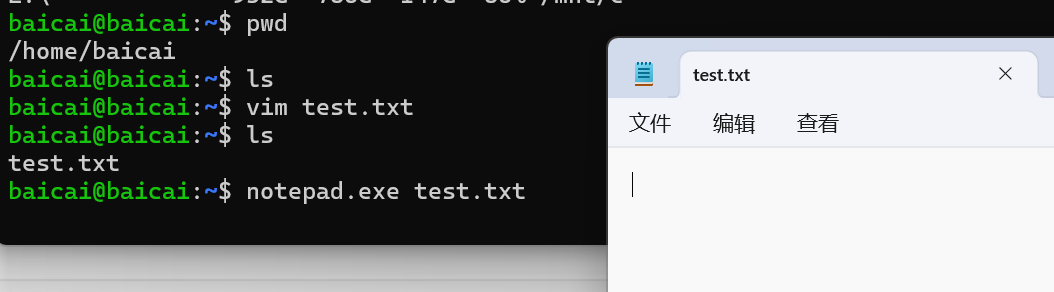 baicai@baicai:~$ pwd
/home/baicai
baicai@baicai:~$ ls
baicai@baicai:~$ vim test.txt
baicai@baicai:~$ ls
test.txt
baicai@baicai:~$ notepad.exe test.txt
test.txt
文件 编辑 查看